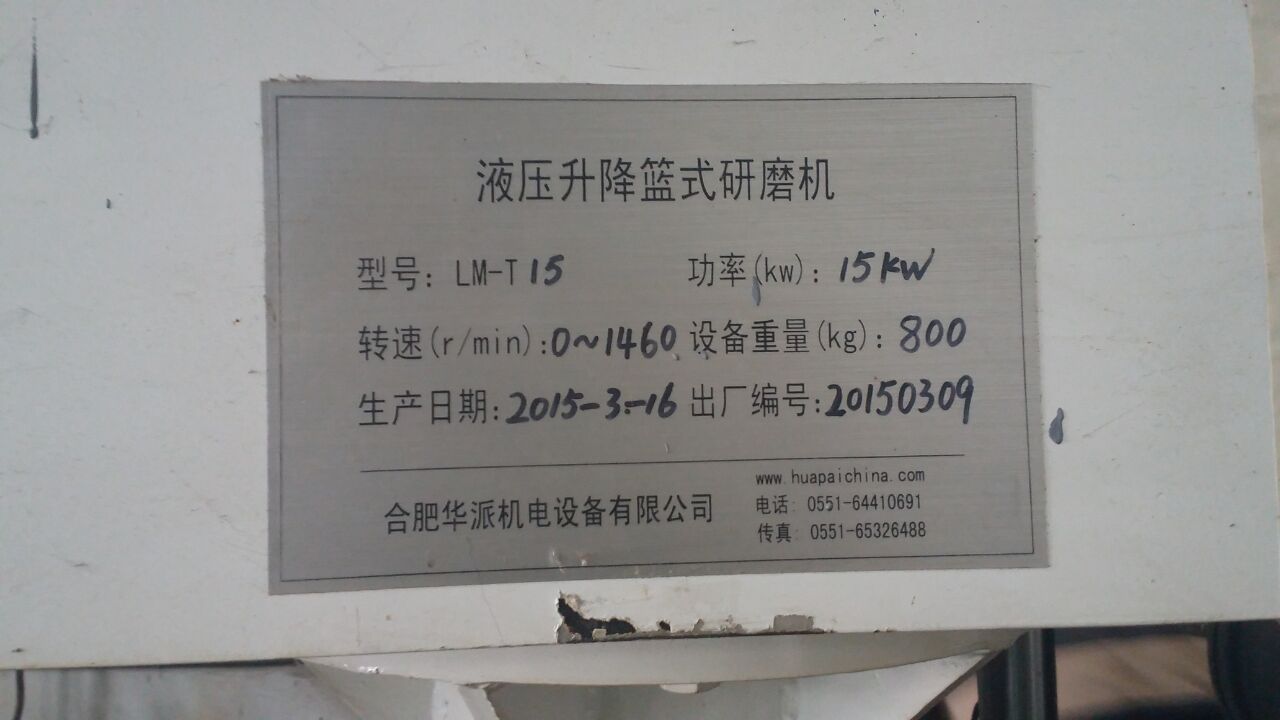 液压升降篮式研磨机
型号: LM-T 15 功率(kw): 15KW
转速(r/min):0~1460 设备重量(kg): 800
生产日期:2015-3-16 出厂编号:20150309
www.huapaichina.com
合肥华派机电设备有限公司 电话: 0551-64410691
传真: 0551-65326488